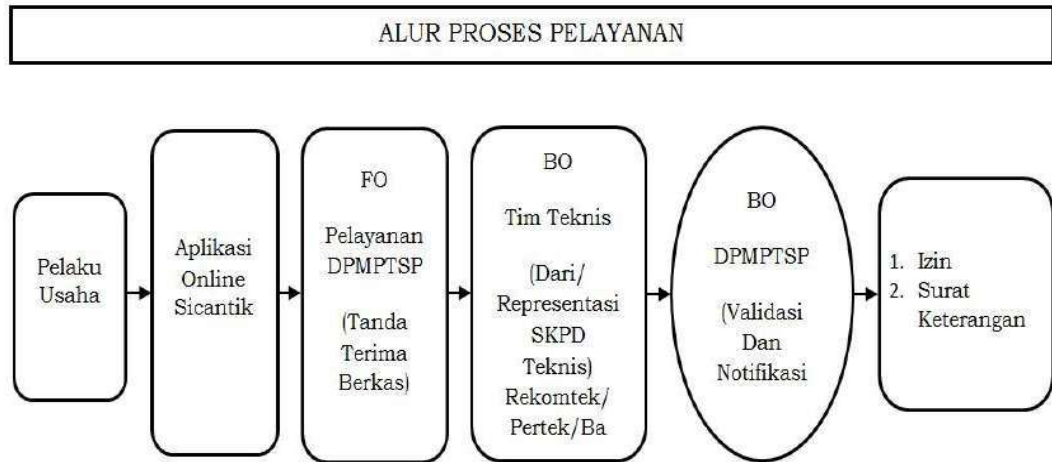 ALUR PROSES PELAYANAN
Pelaku
Usaha
Aplikasi
Online
Sicantik
FO
Pelayanan
DPMPTSP
(Tanda
Terima
Berkas)
BO
Tim Teknis
(Dari/
Representasi
SKPD
Teknis)
Rekomtek/
Pertek/Ba
BO
DPMPTSP
(Validasi
Dan
Notifikasi
1. Izin
2. Surat
Keterangan